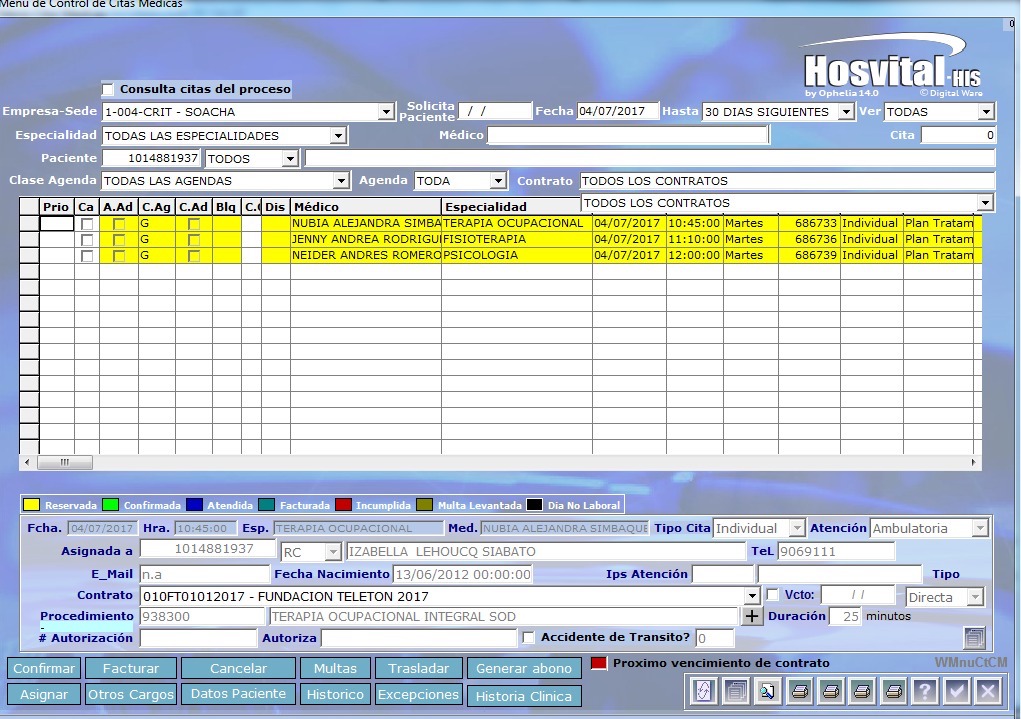 Menu de Control de Citas Medicas
0
Hosvital-HIS
by Ophelia 14.0 © Digital Ware
Consulta citas del proceso
Empresa-Sede 1-004-CRIT - SOACHA Solicita Paciente / / Fecha 04/07/2017 Hasta 30 DIAS SIGUIENTES Ver TODAS
Especialidad TODAS LAS ESPECIALIDADES Médico Cita 0
Paciente 1014881937 TODOS
Clase Agenda TODAS LAS AGENDAS Agenda TODA Contrato TODOS LOS CONTRATOS
TODOS LOS CONTRATOS
Prio Ca A.Ad C.Ag C.Ad Blq Dis Médico Especialidad
G NUBIA ALEJANDRA SIMBA TERAPIA OCUPACIONAL 04/07/2017 10:45:00 Martes 686733 Individual Plan Tratam
G JENNY ANDREA RODRIGUI FISIOTERAPIA 04/07/2017 11:10:00 Martes 686736 Individual Plan Tratam
G NEIDER ANDRES ROMERO PSICOLOGIA 04/07/2017 12:00:00 Martes 686739 Individual Plan Tratam
Reservada Confirmada Atendida Facturada Incumplida Multa Levantada Dia No Laboral
Fcha. 04/07/2017 Hra. 10:45:00 Esp. TERAPIA OCUPACIONAL Med. NUBIA ALEJANDRA SIMBAQUE Tipo Cita Individual Atención Ambulatoria
Asignada a 1014881937 RC IZABELLA LEHOUCQ SIABATO Tel. 9069111
E_Mail n.a Fecha Nacimiento 13/06/2012 00:00:00 Ips Atención Tipo
Contrato 010FT01012017 - FUNDACION TELETON 2017 Vcto: / / Directa
Procedimiento 938300 TERAPIA OCUPACIONAL INTEGRAL SOD + Duración 25 minutos
# Autorización Autoriza Accidente de Transito? 0
Confirmar Facturar Cancelar Multas Trasladar Generar abono Proximo vencimiento de contrato WMnuCtCM
Asignar Otros Cargos Datos Paciente Historico Excepciones Historia Clinica